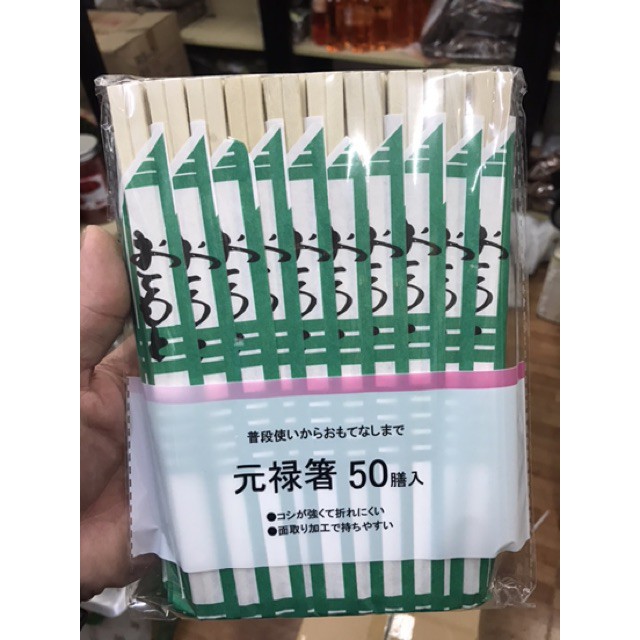 おてもと
普段使いからおもてなしまで
元禄箸 50膳入
●コシが強くて折れにくい
●面取り加工で持ちやすい